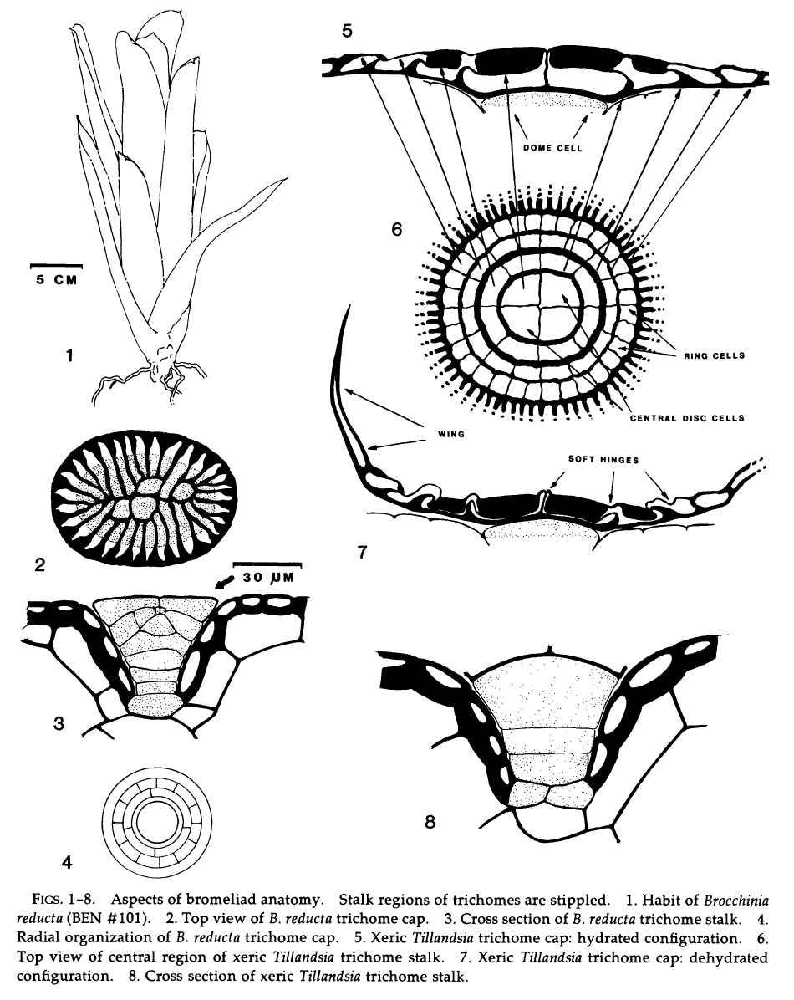 5
DOME CELL
6
5 CM
1
RING CELLS
CENTRAL DISC CELLS
WING
SOFT HINGES
2
30 µM
7
3
8
4
FIGS. 1-8. Aspects of bromeliad anatomy. Stalk regions of trichomes are stippled. 1. Habit of Brocchinia
reducta (BEN #101). 2. Top view of B. reducta trichome cap. 3. Cross section of B. reducta trichome stalk. 4.
Radial organization of B. reducta trichome cap. 5. Xeric Tillandsia trichome cap: hydrated configuration. 6.
Top view of central region of xeric Tillandsia trichome stalk. 7. Xeric Tillandsia trichome cap: dehydrated
configuration. 8. Cross section of xeric Tillandsia trichome stalk.